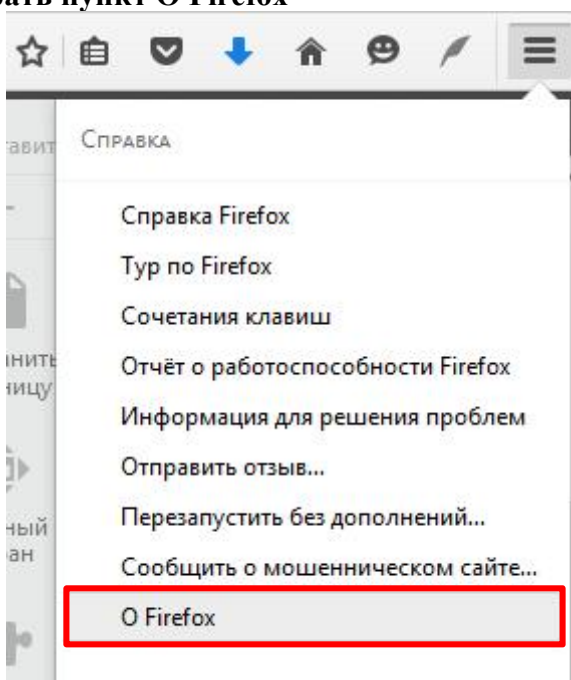 пункт О Firefox
Справка
Справка Firefox
Тур по Firefox
Сочетания клавиш
Отчёт о работоспособности Firefox
Информация для решения проблем
Отправить отзыв...
Перезапустить без дополнений...
Сообщить о мошенническом сайте...
О Firefox